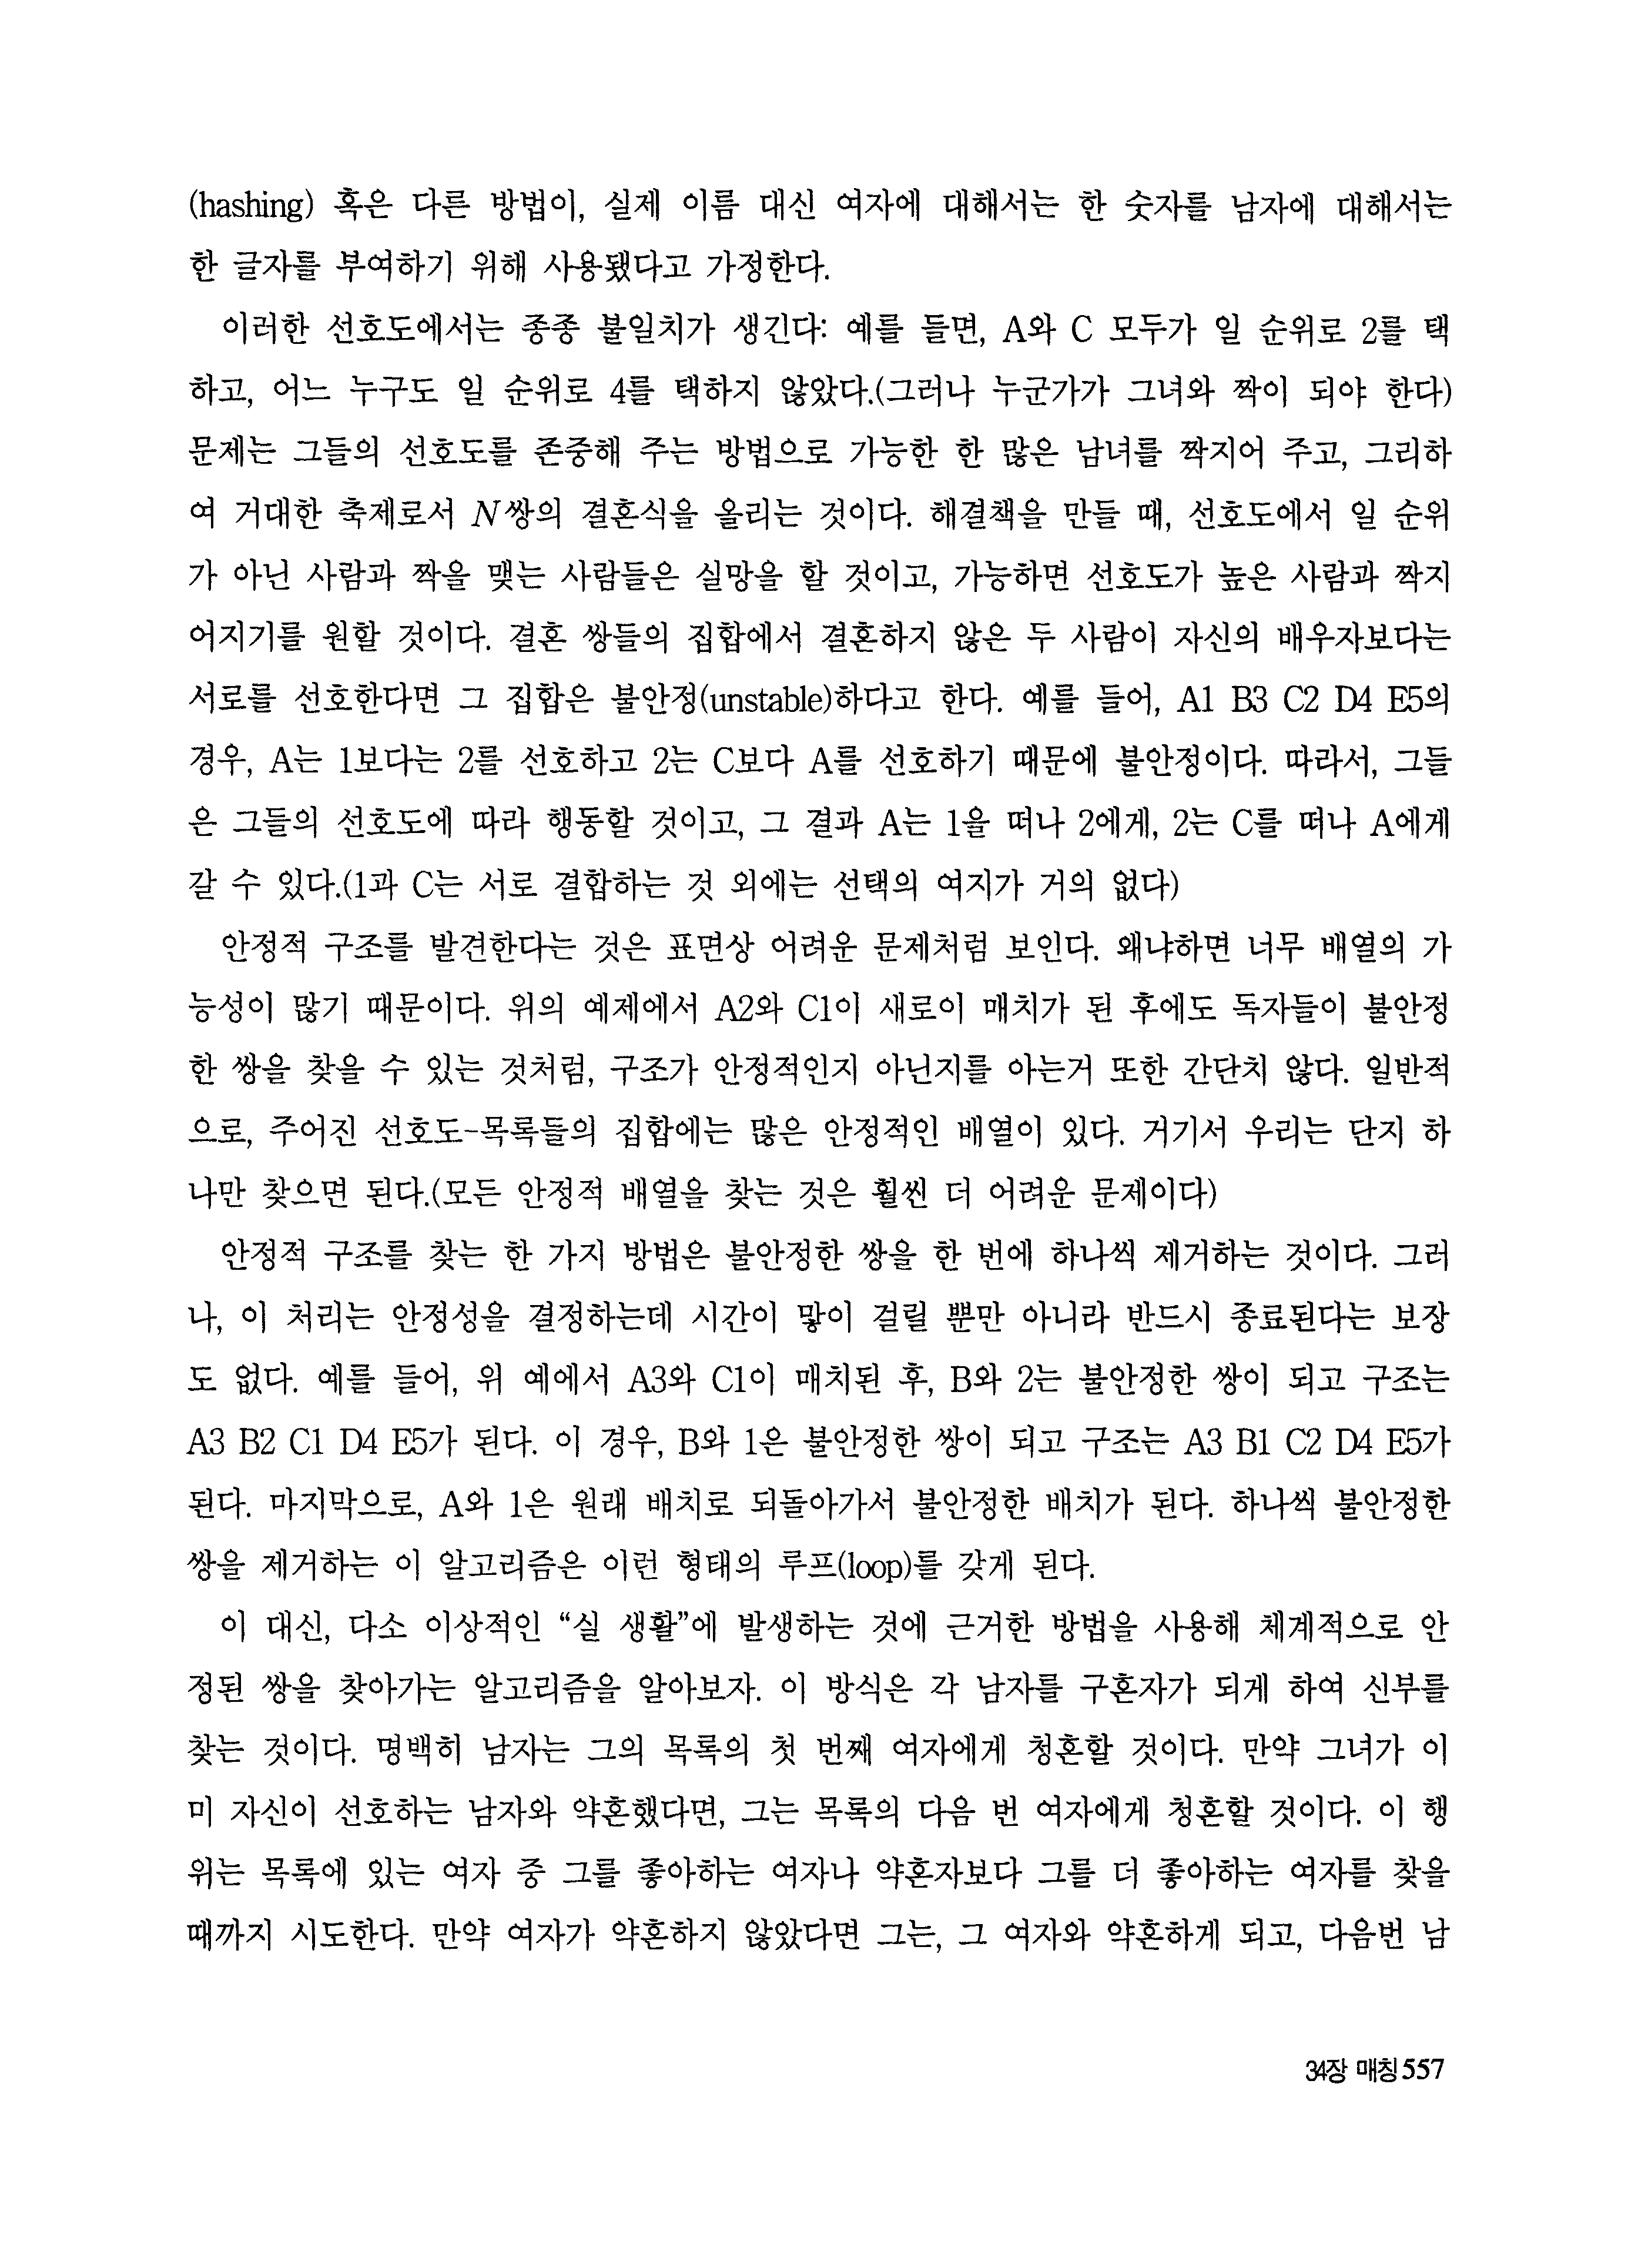 (hashing) 혹은 다른 방법이, 실제 이름 대신 여자에 대해서는 한 숫자를 남자에 대해서는
한 글자를 부여하기 위해 사용됐다고 가정한다.
이러한 선호도에서는 종종 불일치가 생긴다: 예를 들면, A와 C 모두가 일 순위로 2를 택
하고, 어느 누구도 일 순위로 4를 택하지 않았다.(그러나 누군가가 그녀와 짝이 되야 한다)
문제는 그들의 선호도를 존중해 주는 방법으로 가능한 한 많은 남녀를 짝지어 주고, 그리하
여 거대한 축제로서 N쌍의 결혼식을 올리는 것이다. 해결책을 만들 때, 선호도에서 일 순위
가 아닌 사람과 짝을 맺는 사람들은 실망을 할 것이고, 가능하면 선호도가 높은 사람과 짝지
어지기를 원할 것이다. 결혼 쌍들의 집합에서 결혼하지 않은 두 사람이 자신의 배우자보다는
서로를 선호한다면 그 집합은 불안정(unstable)하다고 한다. 예를 들어, A1 B3 C2 D4 E5의
경우, A는 1보다는 2를 선호하고 2는 C보다 A를 선호하기 때문에 불안정이다. 따라서, 그들
은 그들의 선호도에 따라 행동할 것이고, 그 결과 A는 1을 떠나 2에게, 2는 C를 떠나 A에게
갈 수 있다.(1과 C는 서로 결합하는 것 외에는 선택의 여지가 거의 없다)
안정적 구조를 발견한다는 것은 표면상 어려운 문제처럼 보인다. 왜냐하면 너무 배열의 가
능성이 많기 때문이다. 위의 예제에서 A2와 C1이 새로이 매치가 된 후에도 독자들이 불안정
한 쌍을 찾을 수 있는 것처럼, 구조가 안정적인지 아닌지를 아는거 또한 간단치 않다. 일반적
으로, 주어진 선호도-목록들의 집합에는 많은 안정적인 배열이 있다. 거기서 우리는 단지 하
나만 찾으면 된다.(모든 안정적 배열을 찾는 것은 훨씬 더 어려운 문제이다)
안정적 구조를 찾는 한 가지 방법은 불안정한 쌍을 한 번에 하나씩 제거하는 것이다. 그러
나, 이 처리는 안정성을 결정하는데 시간이 많이 걸릴 뿐만 아니라 반드시 종료된다는 보장
도 없다. 예를 들어, 위 예에서 A3와 C1이 매치된 후, B와 2는 불안정한 쌍이 되고 구조는
A3 B2 C1 D4 E5가 된다. 이 경우, B와 1은 불안정한 쌍이 되고 구조는 A3 B1 C2 D4 E5가
된다. 마지막으로, A와 1은 원래 배치로 되돌아가서 불안정한 배치가 된다. 하나씩 불안정한
쌍을 제거하는 이 알고리즘은 이런 형태의 루프(loop)를 갖게 된다.
이 대신, 다소 이상적인 “실 생활”에 발생하는 것에 근거한 방법을 사용해 체계적으로 안
정된 쌍을 찾아가는 알고리즘을 알아보자. 이 방식은 각 남자를 구혼자가 되게 하여 신부를
찾는 것이다. 명백히 남자는 그의 목록의 첫 번째 여자에게 청혼할 것이다. 만약 그녀가 이
미 자신이 선호하는 남자와 약혼했다면, 그는 목록의 다음 번 여자에게 청혼할 것이다. 이 행
위는 목록에 있는 여자 중 그를 좋아하는 여자나 약혼자보다 그를 더 좋아하는 여자를 찾을
때까지 시도한다. 만약 여자가 약혼하지 않았다면 그는, 그 여자와 약혼하게 되고, 다음번 남
34장 매칭557